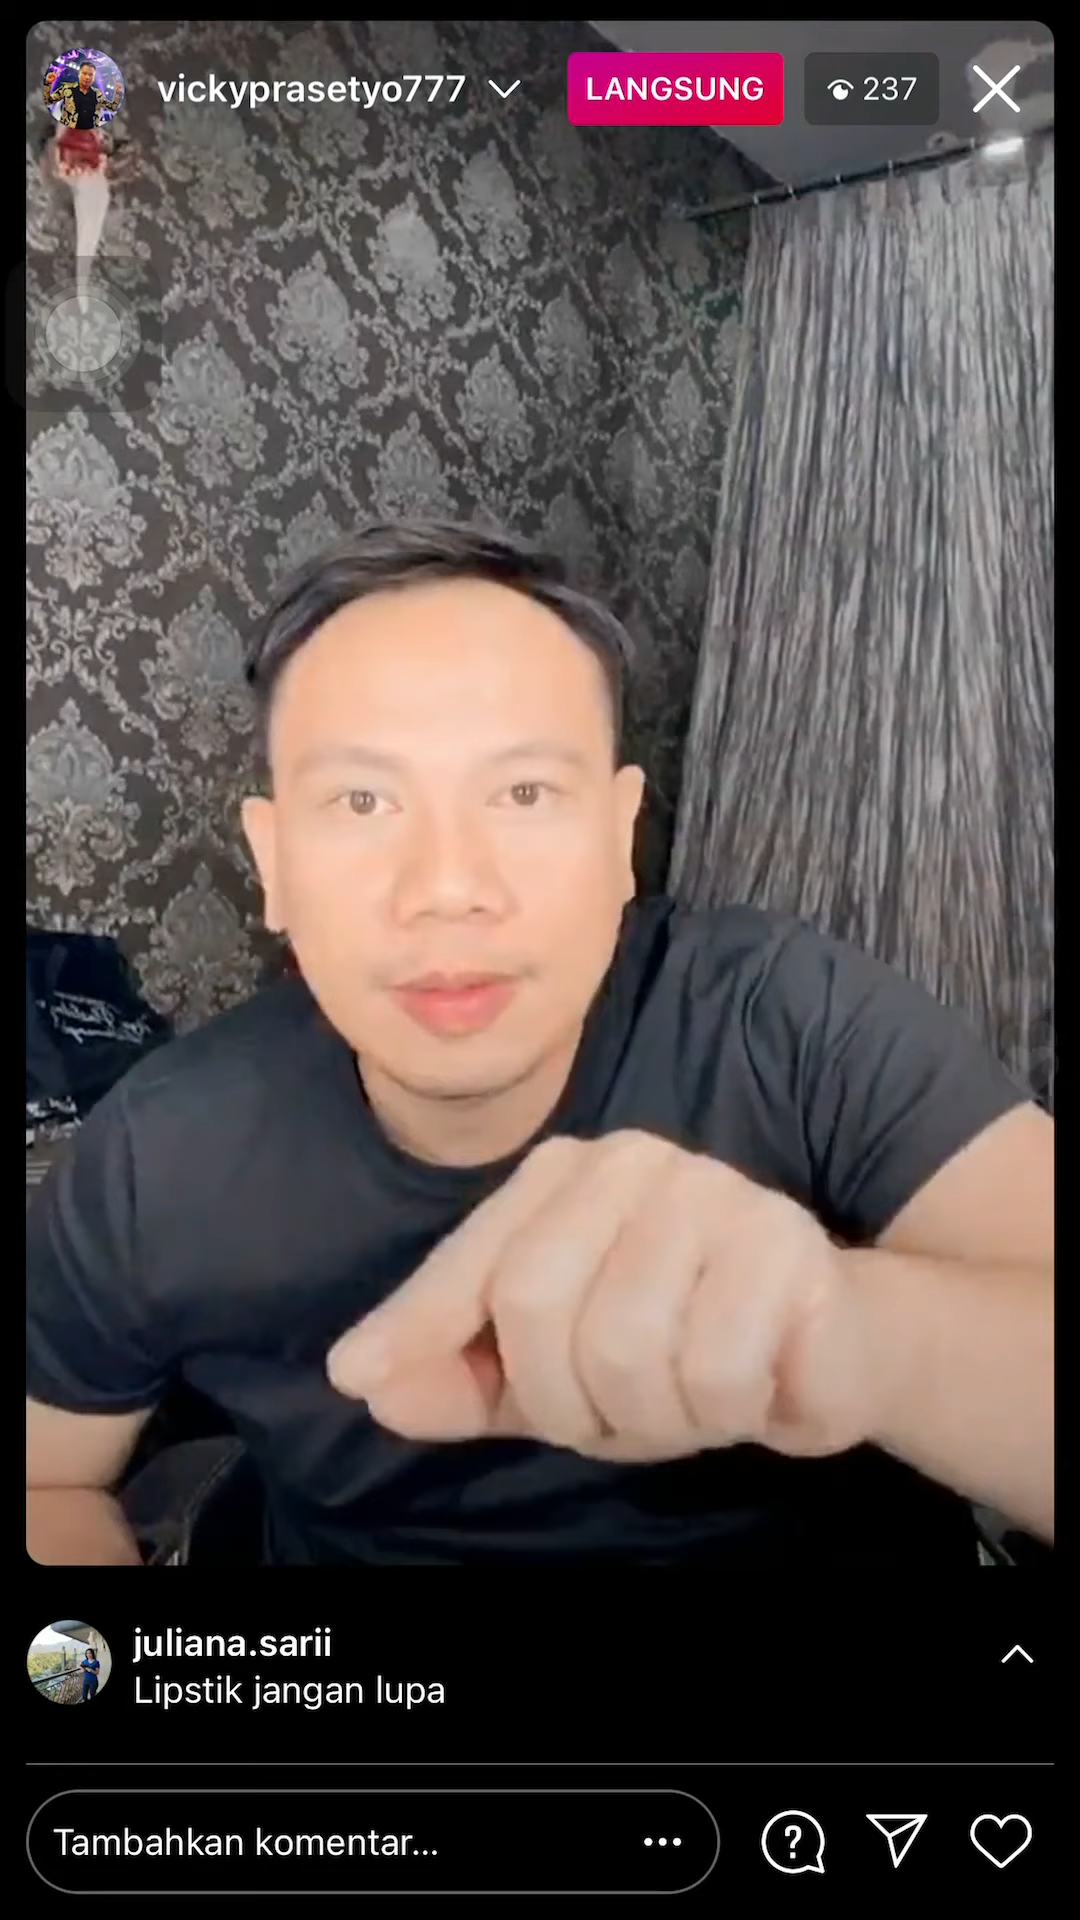 vickyprasetyo777
LANGSUNG
237
juliana.sarii
Lipstik jangan lupa
Tambahkan komentar...